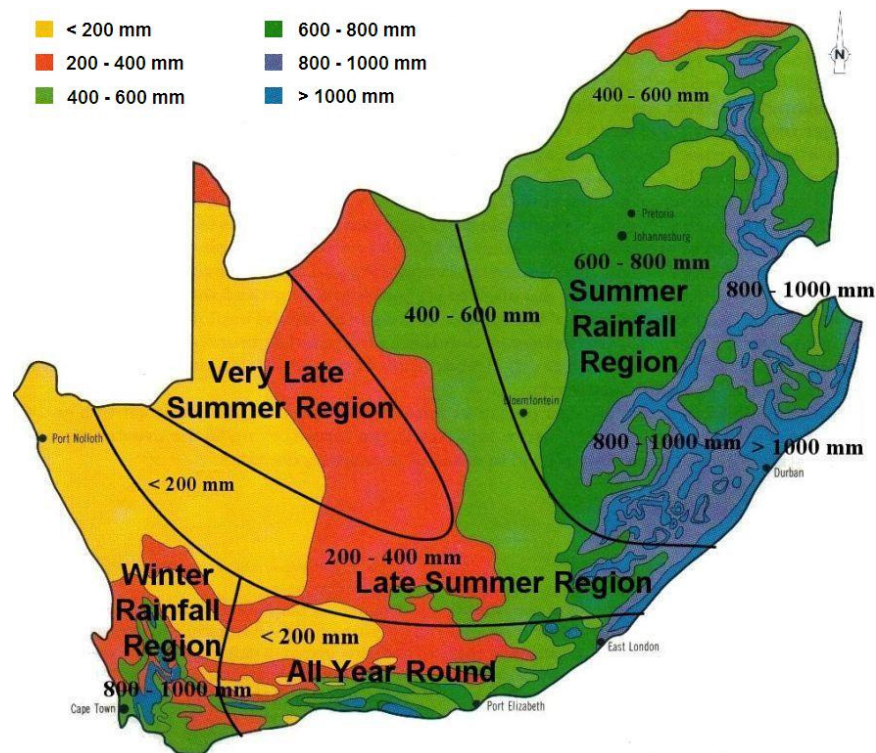 < 200 mm
200 - 400 mm
400 - 600 mm
600 - 800 mm
800 - 1000 mm
> 1000 mm
N
400 - 600 mm
Pretoria
Johannesburg
600 - 800 mm
800 - 1000 mm
Summer
Rainfall
Region
400 - 600 mm
Very Late
Summer Region
Bloemfontein
Port Nolloth
800 - 1000 mm
> 1000 mm
Durban
< 200 mm
200 - 400 mm
Late Summer Region
Winter
Rainfall
Region
< 200 mm
East London
All Year Round
800 - 1000 mm
Cape Town
Port Elizabeth